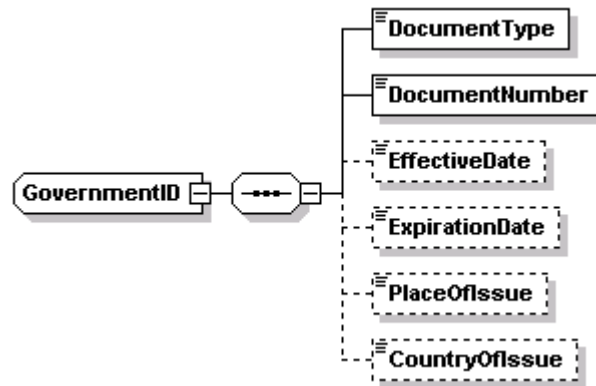 DocumentType
DocumentNumber
EffectiveDate
GovernmentID
ExpirationDate
PlaceOfIssue
CountryOfIssue